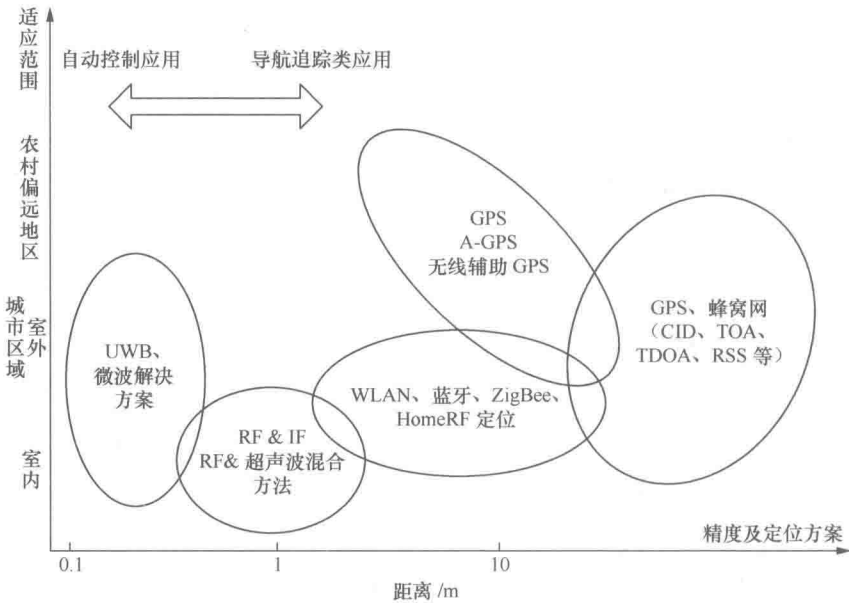 适应范围
自动控制应用
导航追踪类应用
农村偏远地区
GPS
A-GPS
无线辅助 GPS
城市区域
室外
UWB、
微波解决
方案
GPS、蜂窝网
（CID、TOA、
TDOA、RSS 等）
WLAN、蓝牙、ZigBee、
HomeRF 定位
室内
RF & IF
RF& 超声波混合
方法
精度及定位方案
0.1
1
10
距离 /m